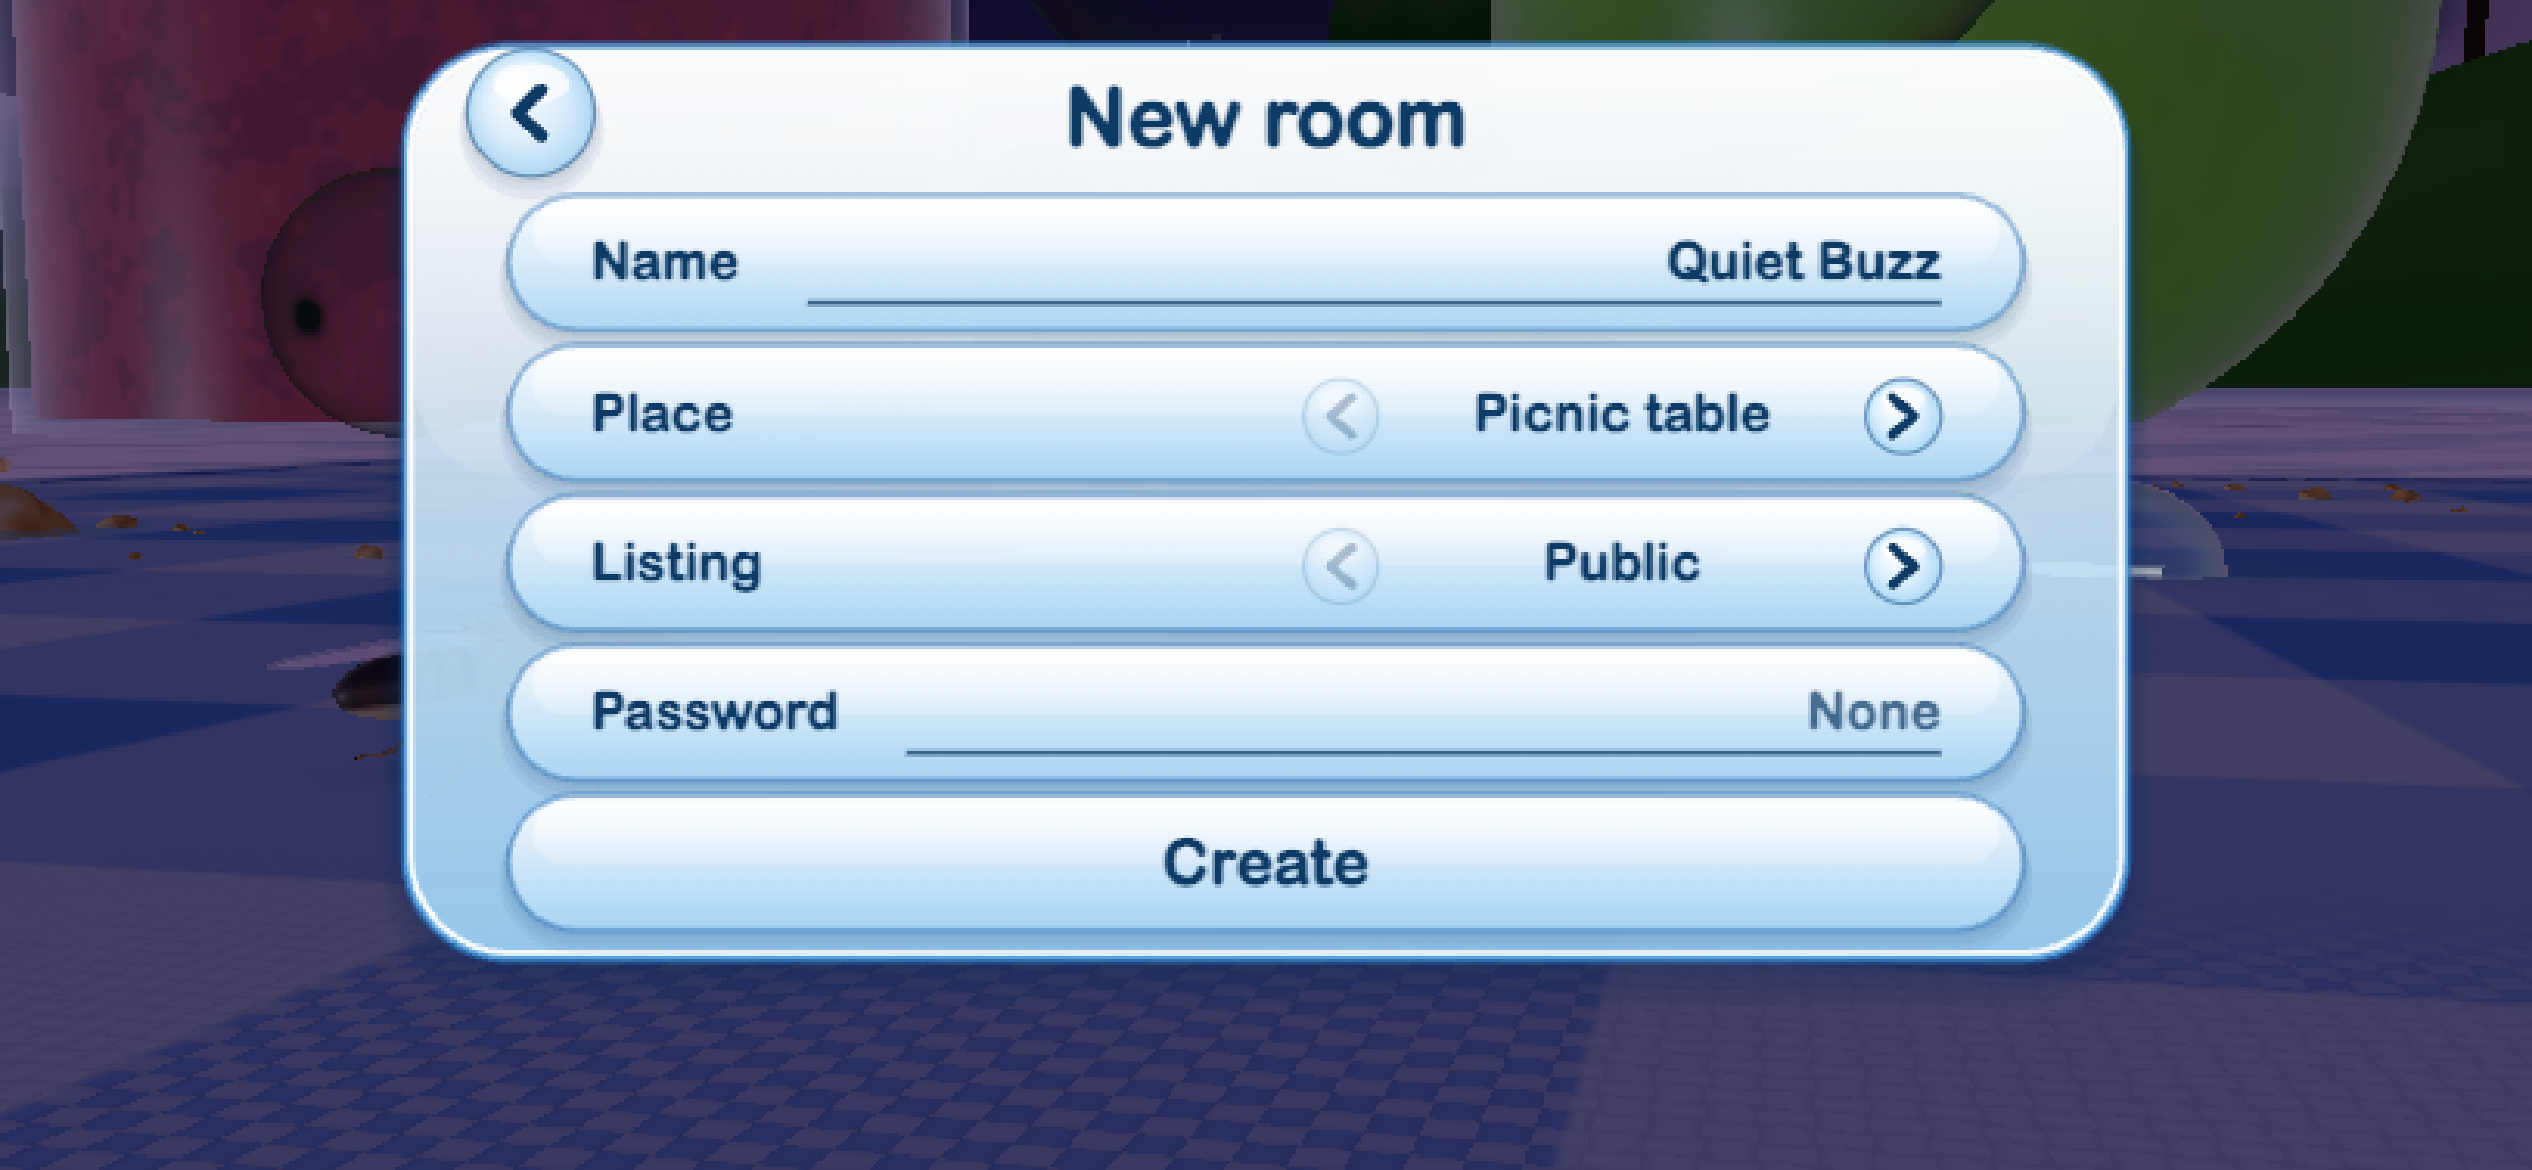 New room
Name Quiet Buzz
Place Picnic table
Listing Public
Password None
Create